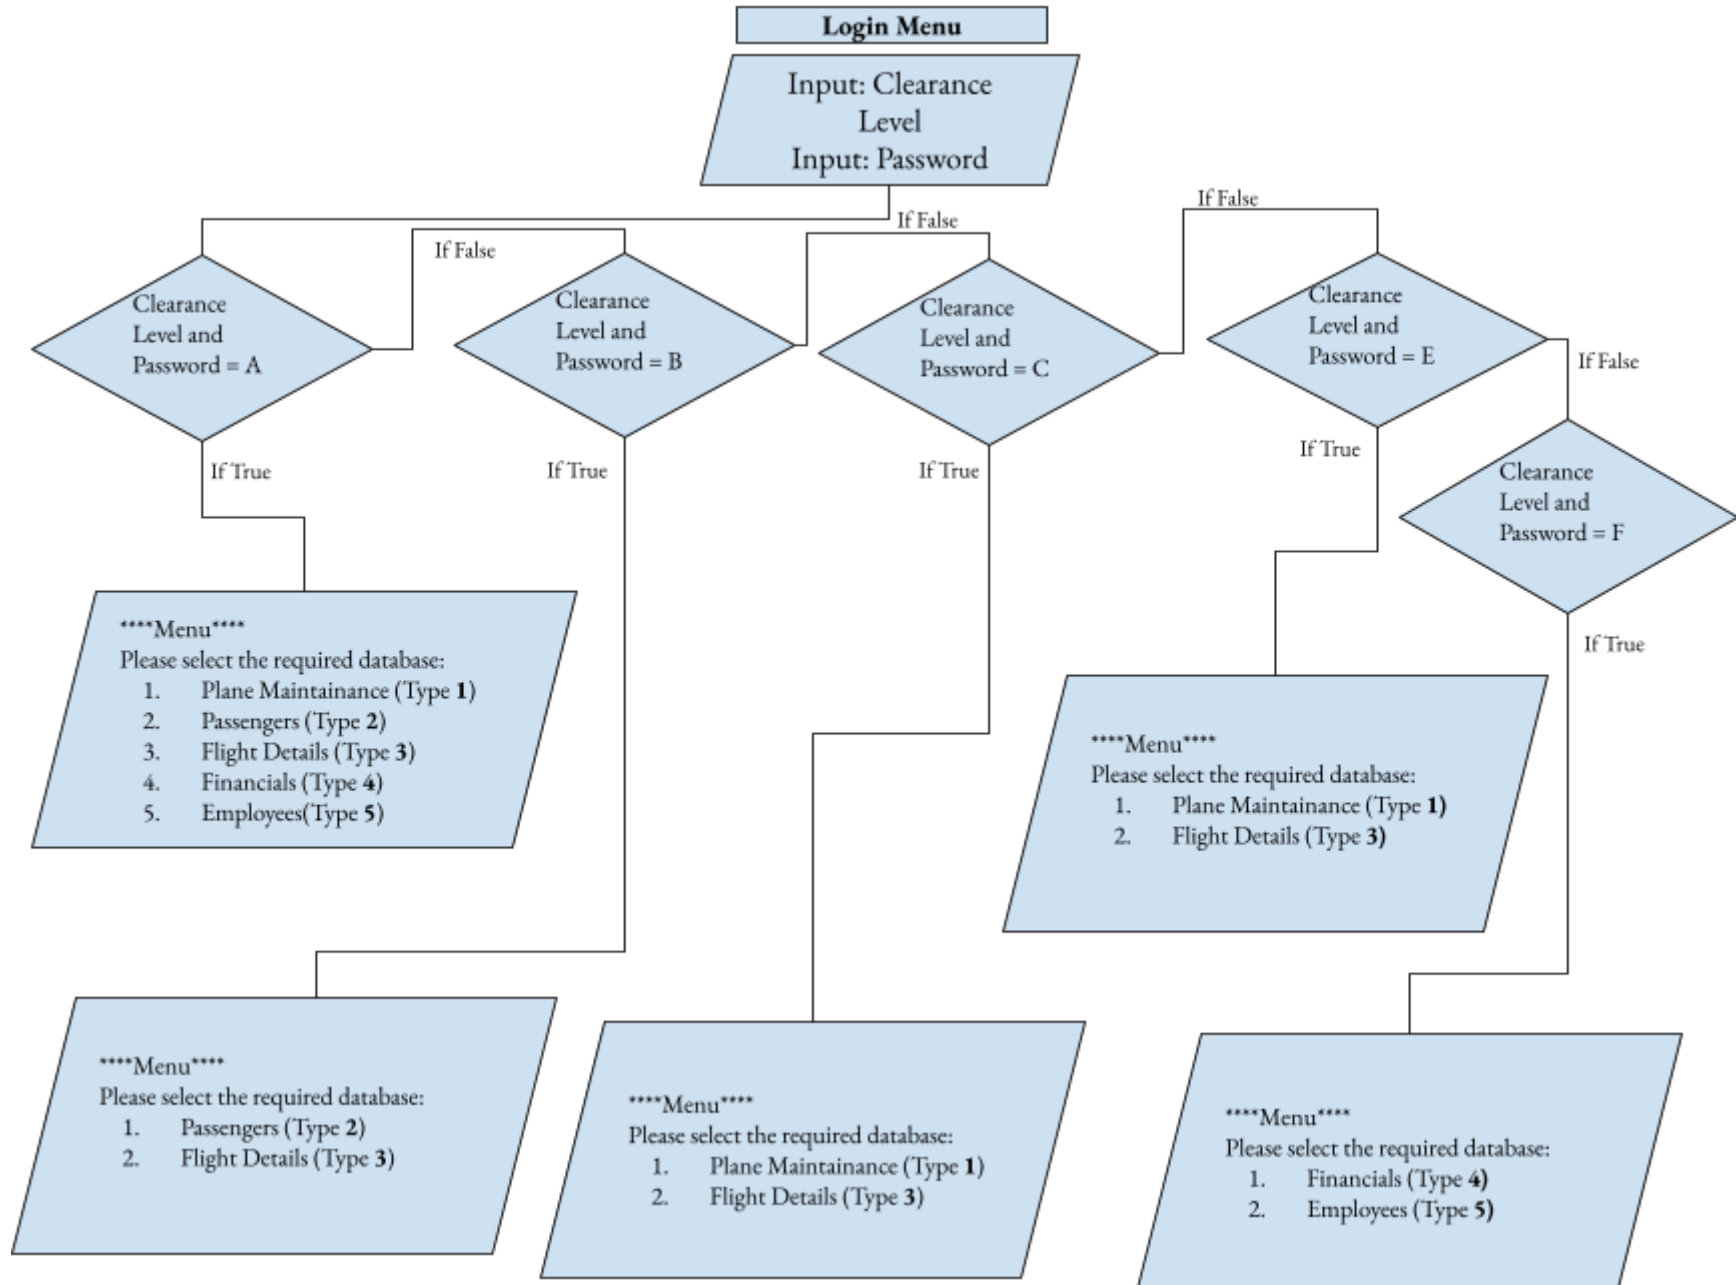 Login Menu
Input: Clearance
Level
Input: Password
If False
If False
If False
Clearance
Level and
Password = A
Clearance
Level and
Password = B
Clearance
Level and
Password = C
Clearance
Level and
Password = E
If False
If True
If True
If True
If True
Clearance
Level and
Password = F
If True
****Menu****
Please select the required database:
1. Plane Maintainance (Type 1)
2. Passengers (Type 2)
3. Flight Details (Type 3)
4. Financials (Type 4)
5. Employees(Type 5)
****Menu****
Please select the required database:
1. Plane Maintainance (Type 1)
2. Flight Details (Type 3)
****Menu****
Please select the required database:
1. Passengers (Type 2)
2. Flight Details (Type 3)
****Menu****
Please select the required database:
1. Plane Maintainance (Type 1)
2. Flight Details (Type 3)
****Menu****
Please select the required database:
1. Financials (Type 4)
2. Employees (Type 5)